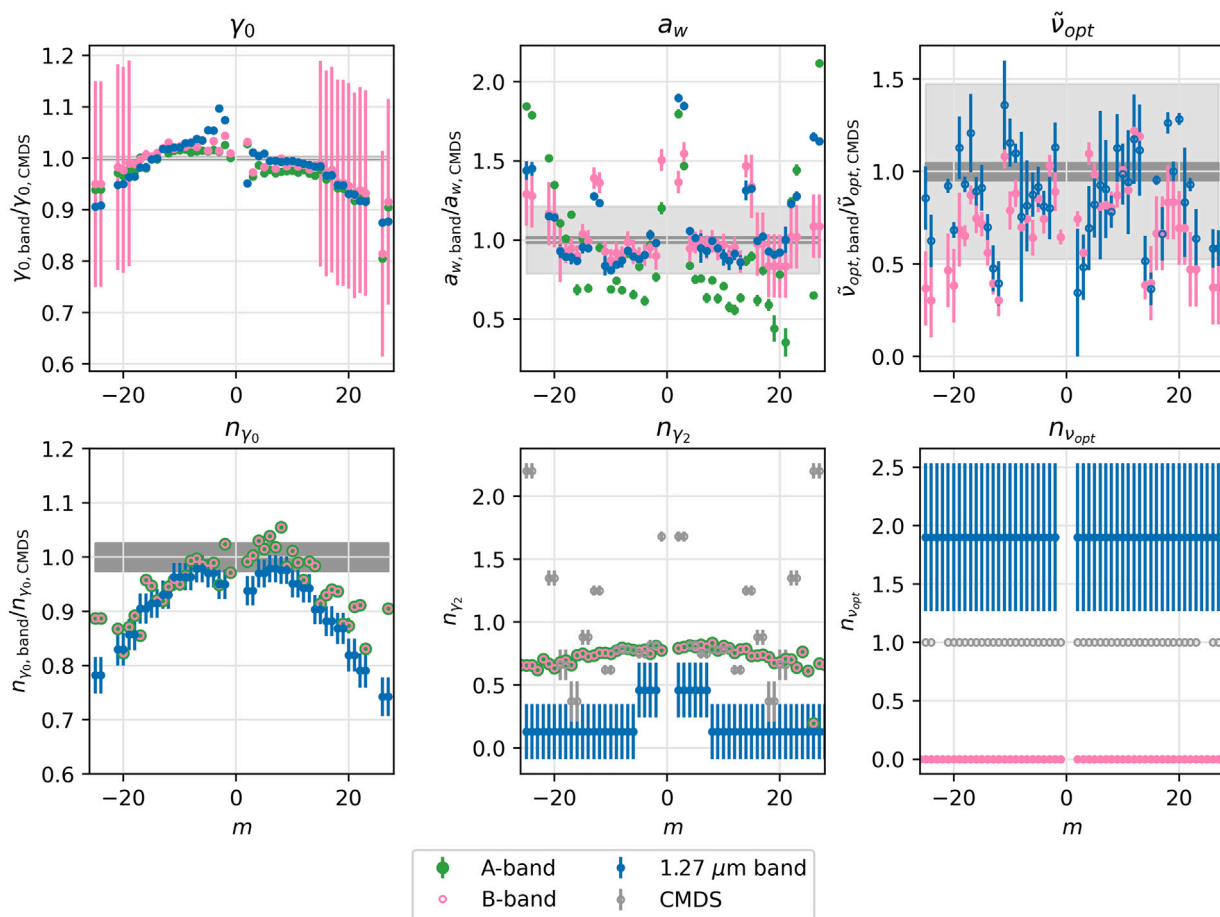 γ₀
a_w
ν̃_opt
γ₀, band/γ₀, CMDS
1.2
1.1
1.0
0.9
0.8
0.7
0.6
−20
0
20
a_w, band/a_w, CMDS
2.0
1.5
1.0
0.5
−20
0
20
ν̃_opt, band/ν̃_opt, CMDS
1.5
1.0
0.5
0.0
−20
0
20
n_γ₀
n_γ₂
n_ν_opt
n_γ₀, band/n_γ₀, CMDS
1.2
1.1
1.0
0.9
0.8
0.7
0.6
−20
0
20
m
n_γ₂
2.0
1.5
1.0
0.5
0.0
−20
0
20
m
n_ν_opt
2.5
2.0
1.5
1.0
0.5
0.0
−20
0
20
m
A-band
1.27 μm band
B-band
CMDS